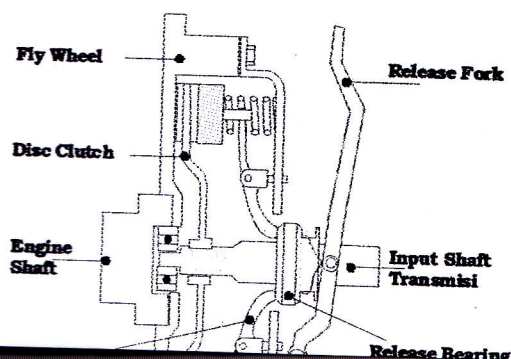 Fly Wheel
Release Fork
Disc Clutch
Engine
Shaft
Input Shaft
Transmisi
Release Bearing